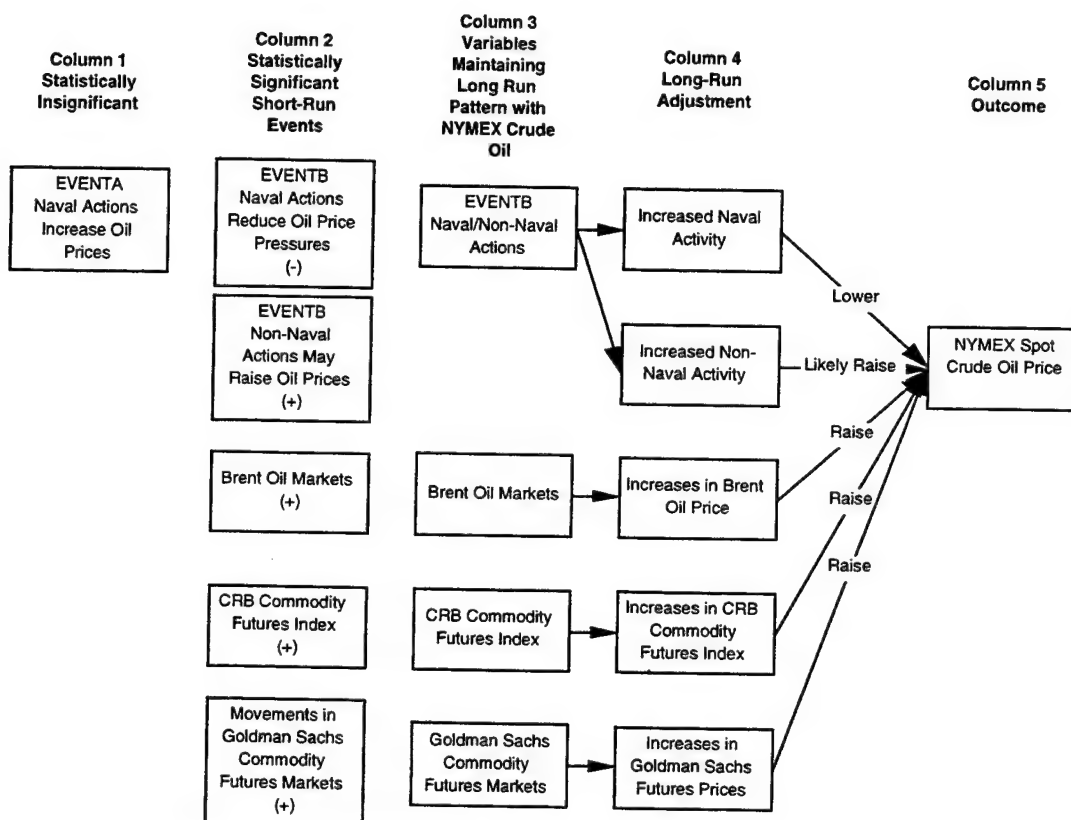 Column 1
Statistically
Insignificant
Column 2
Statistically
Significant
Short-Run
Events
Column 3
Variables
Maintaining
Long Run
Pattern with
NYMEX Crude
Oil
Column 4
Long-Run
Adjustment
Column 5
Outcome
EVENTA
Naval Actions
Increase Oil
Prices
EVENTB
Naval Actions
Reduce Oil Price
Pressures
(-)
EVENTB
Naval/Non-Naval
Actions
Increased Naval
Activity
Lower
EVENTB
Non-Naval
Actions May
Raise Oil Prices
(+)
Increased Non-
Naval Activity
Likely Raise
NYMEX Spot
Crude Oil Price
Raise
Brent Oil Markets
(+)
Brent Oil Markets
Increases in Brent
Oil Price
Raise
Raise
CRB Commodity
Futures Index
(+)
CRB Commodity
Futures Index
Increases in CRB
Commodity
Futures Index
Movements in
Goldman Sachs
Commodity
Futures Markets
(+)
Goldman Sachs
Commodity
Futures Markets
Increases in
Goldman Sachs
Futures Prices